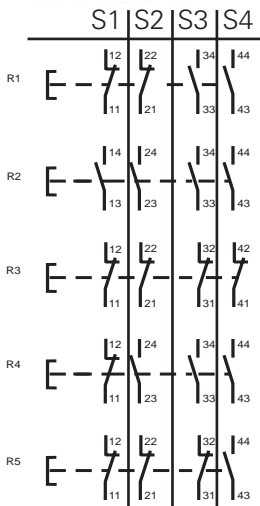 S1 S2 S3 S4
12 22 34 44
R1
11 21 33 43
14 24 34 44
R2
13 23 33 43
12 22 32 42
R3
11 21 31 41
12 24 34 44
R4
11 23 33 43
12 22 32 44
R5
11 21 31 43